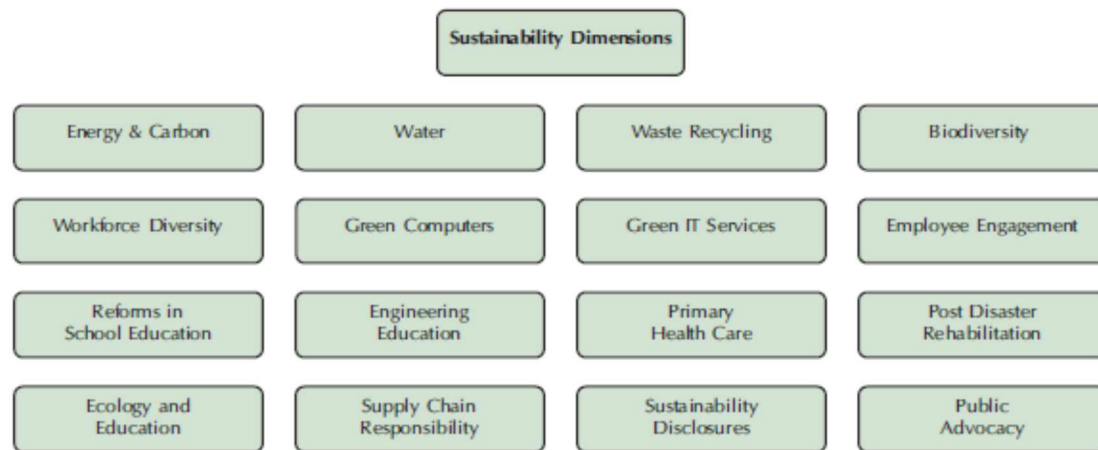 Sustainability Dimensions
Energy & Carbon
Water
Waste Recycling
Biodiversity
Workforce Diversity
Green Computers
Green IT Services
Employee Engagement
Reforms in
School Education
Engineering
Education
Primary
Health Care
Post Disaster
Rehabilitation
Ecology and
Education
Supply Chain
Responsibility
Sustainability
Disclosures
Public
Advocacy